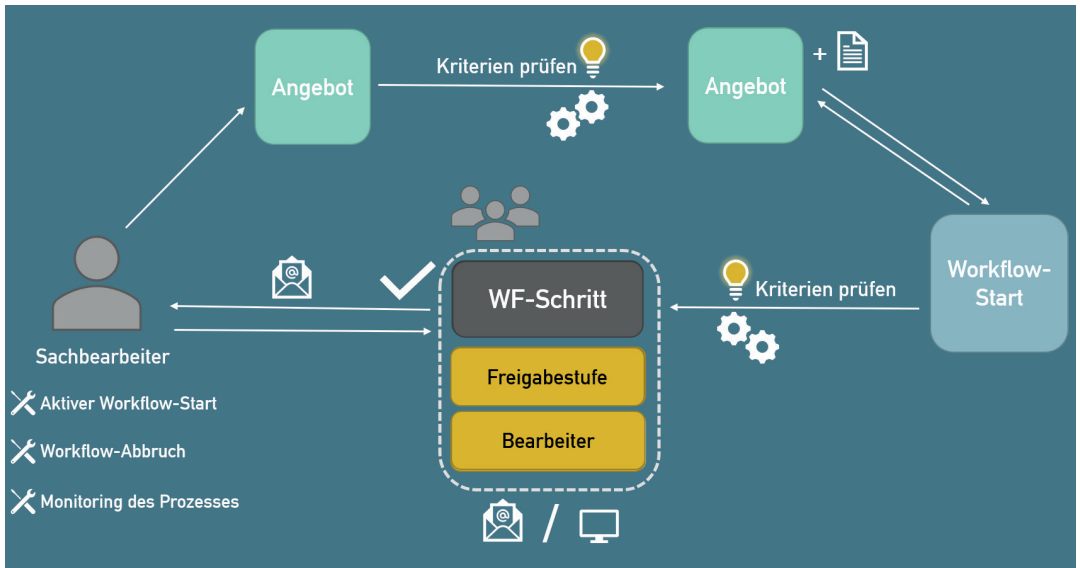 Angebot
Kriterien prüfen
Angebot
+
Workflow-
Start
Kriterien prüfen
WF-Schritt
Freigabestufe
Bearbeiter
@
/
@
Sachbearbeiter
Aktiver Workflow-Start
Workflow-Abbruch
Monitoring des Prozesses